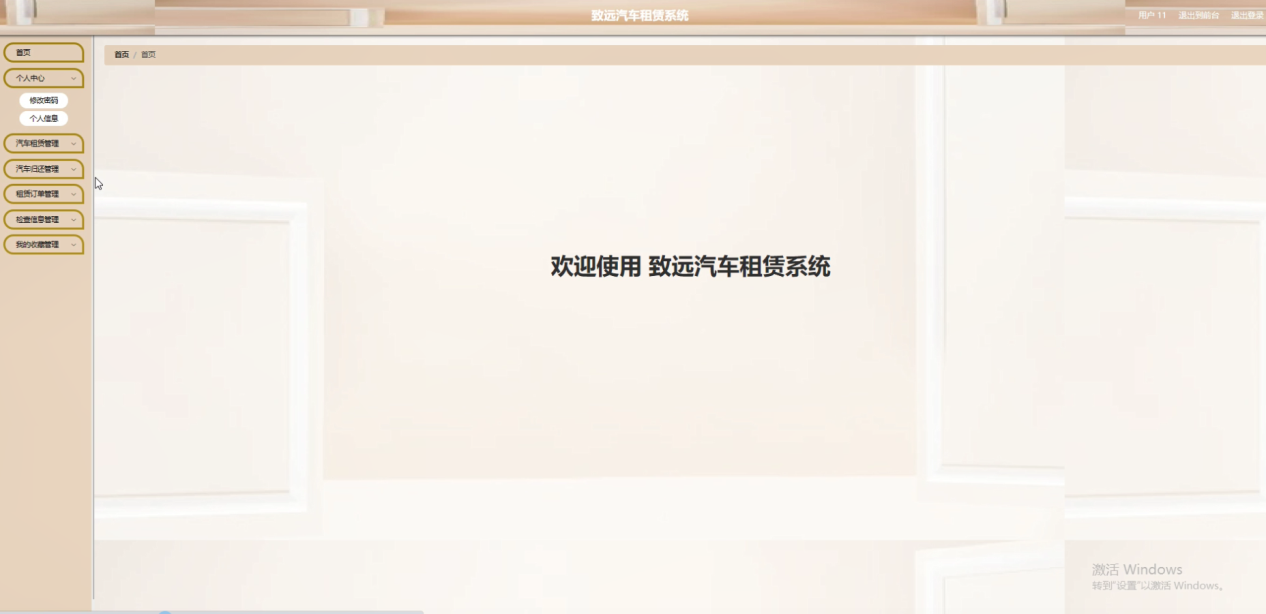 致远汽车租赁系统
用户 11 退出到前台 退出登录
首页
个人中心
修改密码
个人信息
汽车租赁管理
汽车归还管理
租赁订单管理
检查信息管理
我的收藏管理
首页 / 首页
欢迎使用 致远汽车租赁系统
激活 Windows
转到“设置”以激活 Windows。